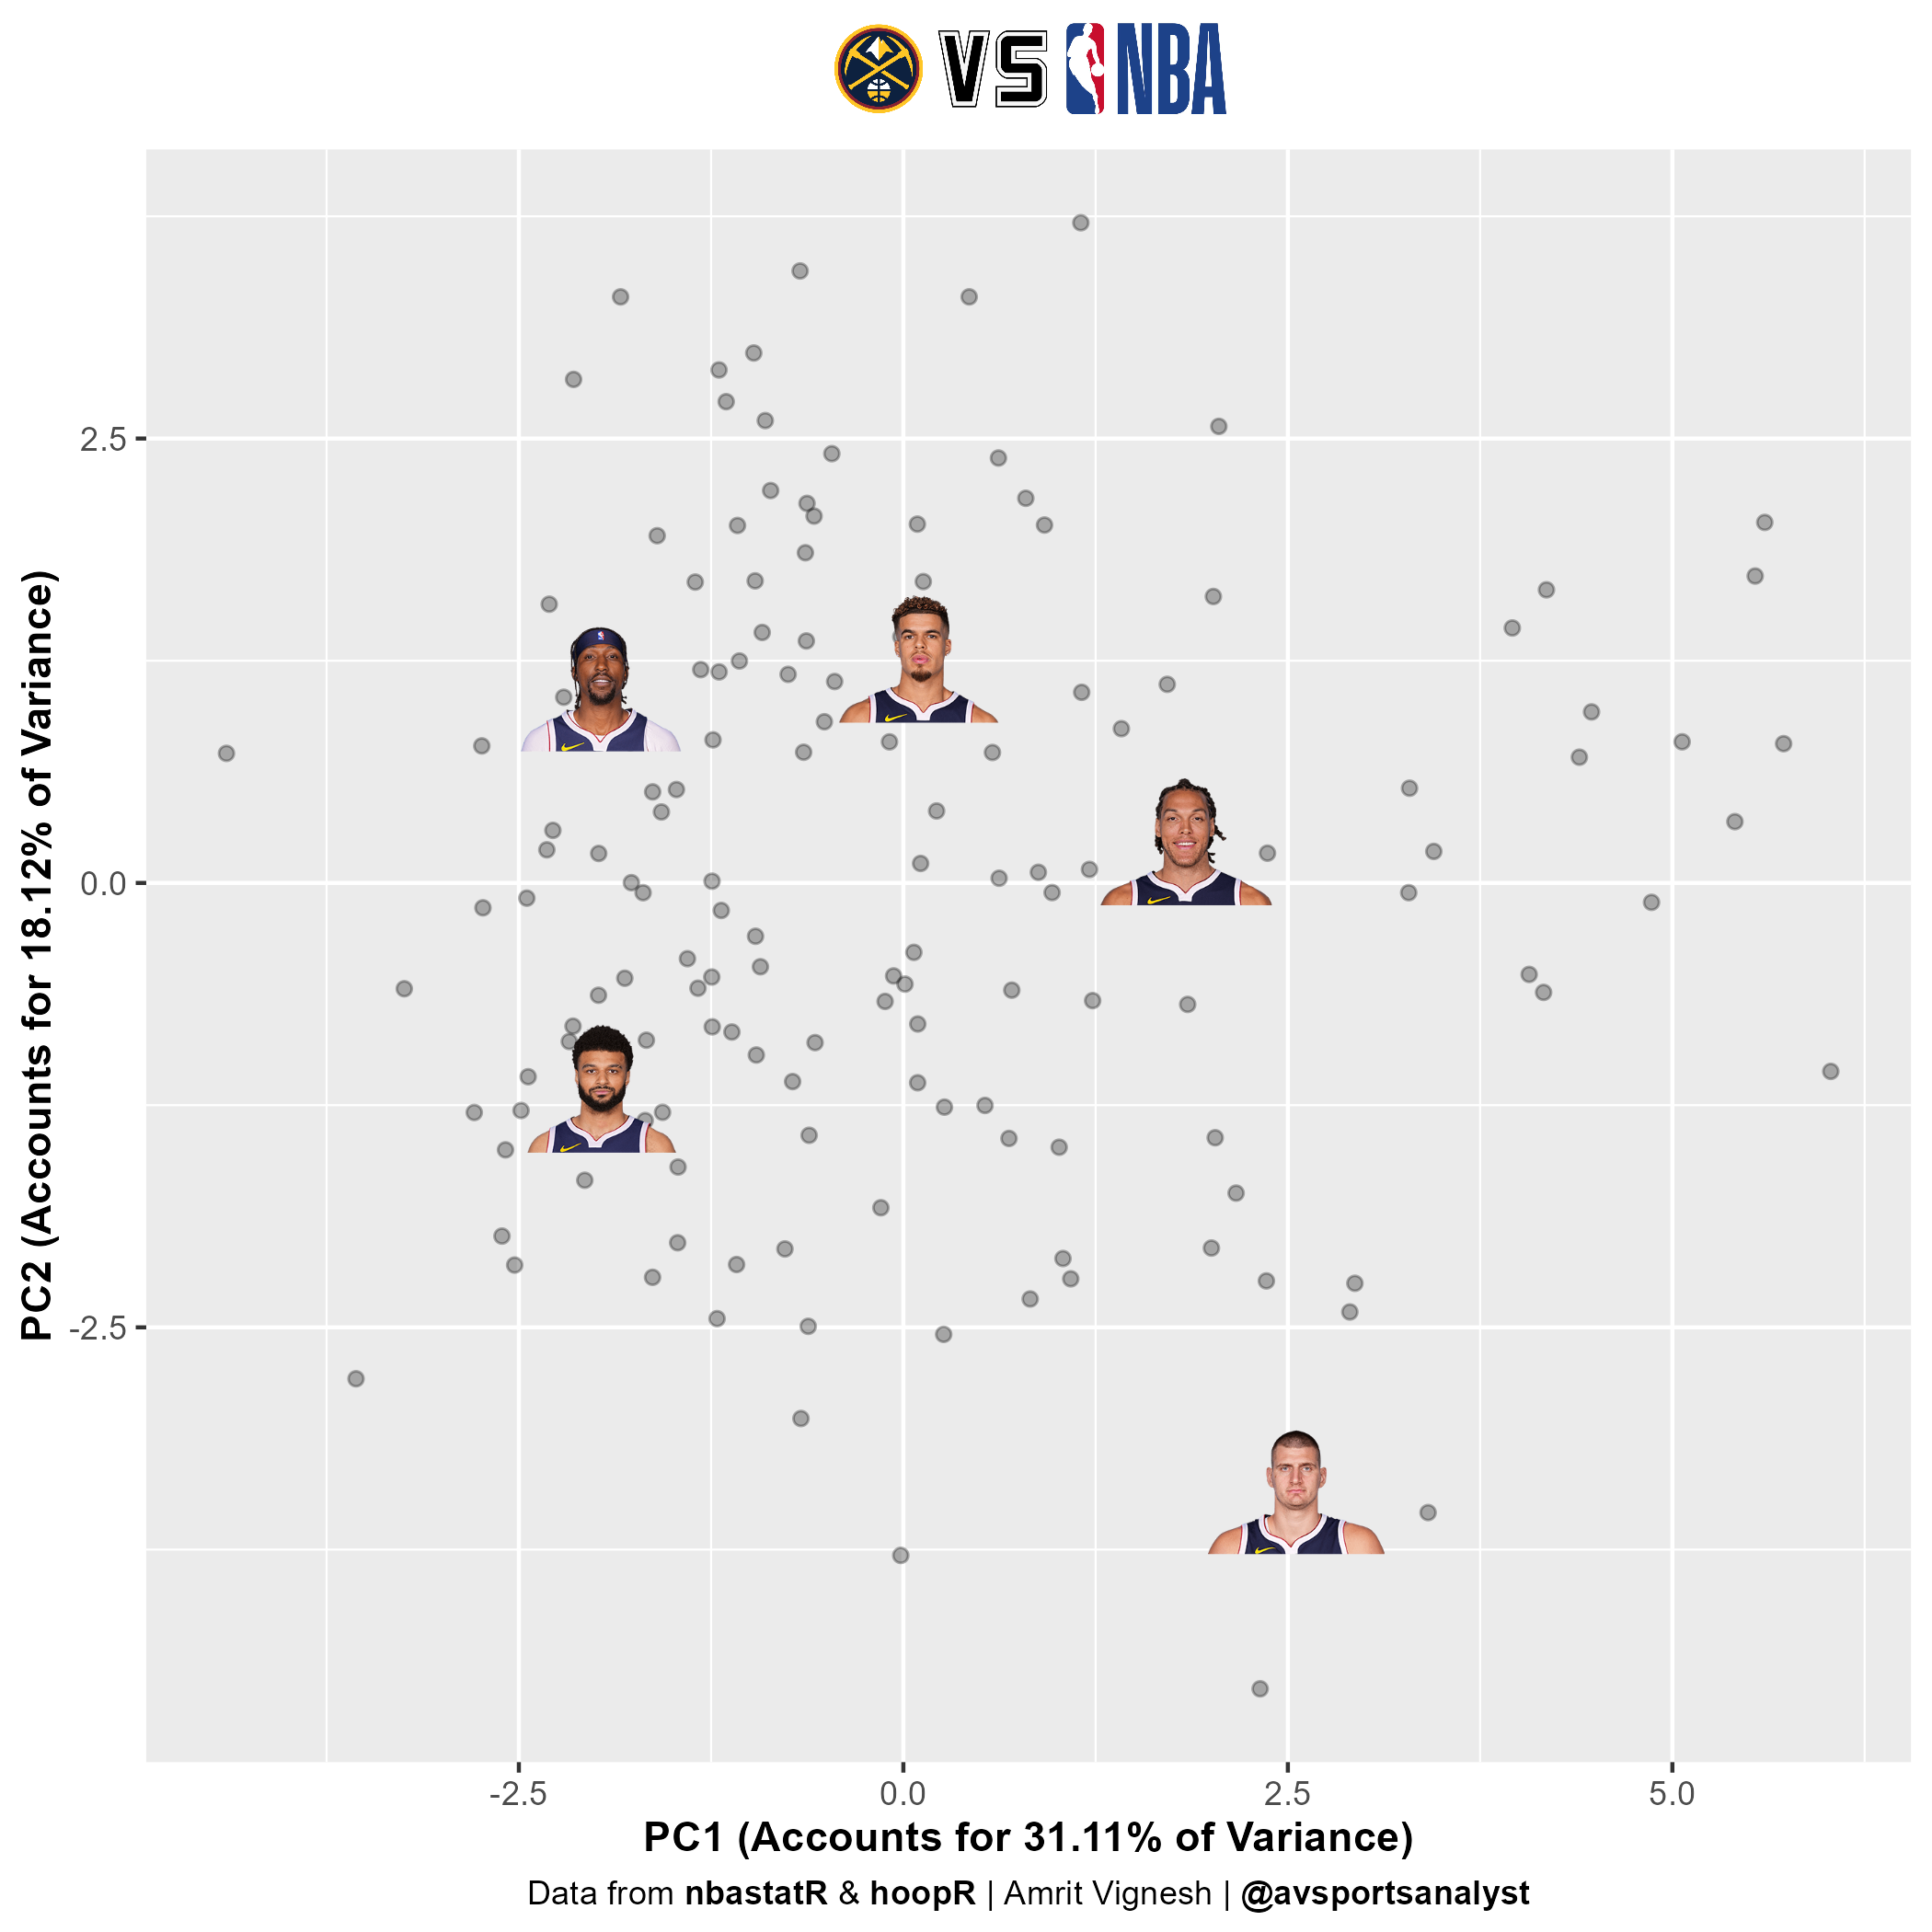 VS NBA
2.5
0.0
-2.5
PC2 (Accounts for 18.12% of Variance)
-2.5 0.0 2.5 5.0
PC1 (Accounts for 31.11% of Variance)
Data from nbastatR & hoopR | Amrit Vignesh | @avsportsanalyst